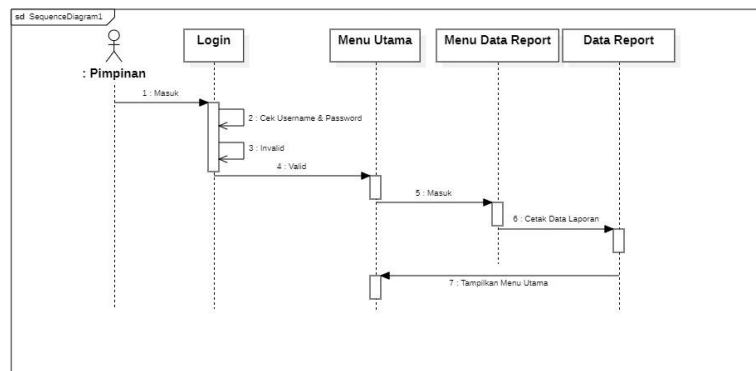 sd SequenceDiagram1
: Pimpinan
Login
Menu Utama
Menu Data Report
Data Report
1 : Masuk
2 : Cek Username & Password
3 : Invalid
4 : Valid
5 : Masuk
6 : Cetak Data Laporan
7 : Tampilkan Menu Utama